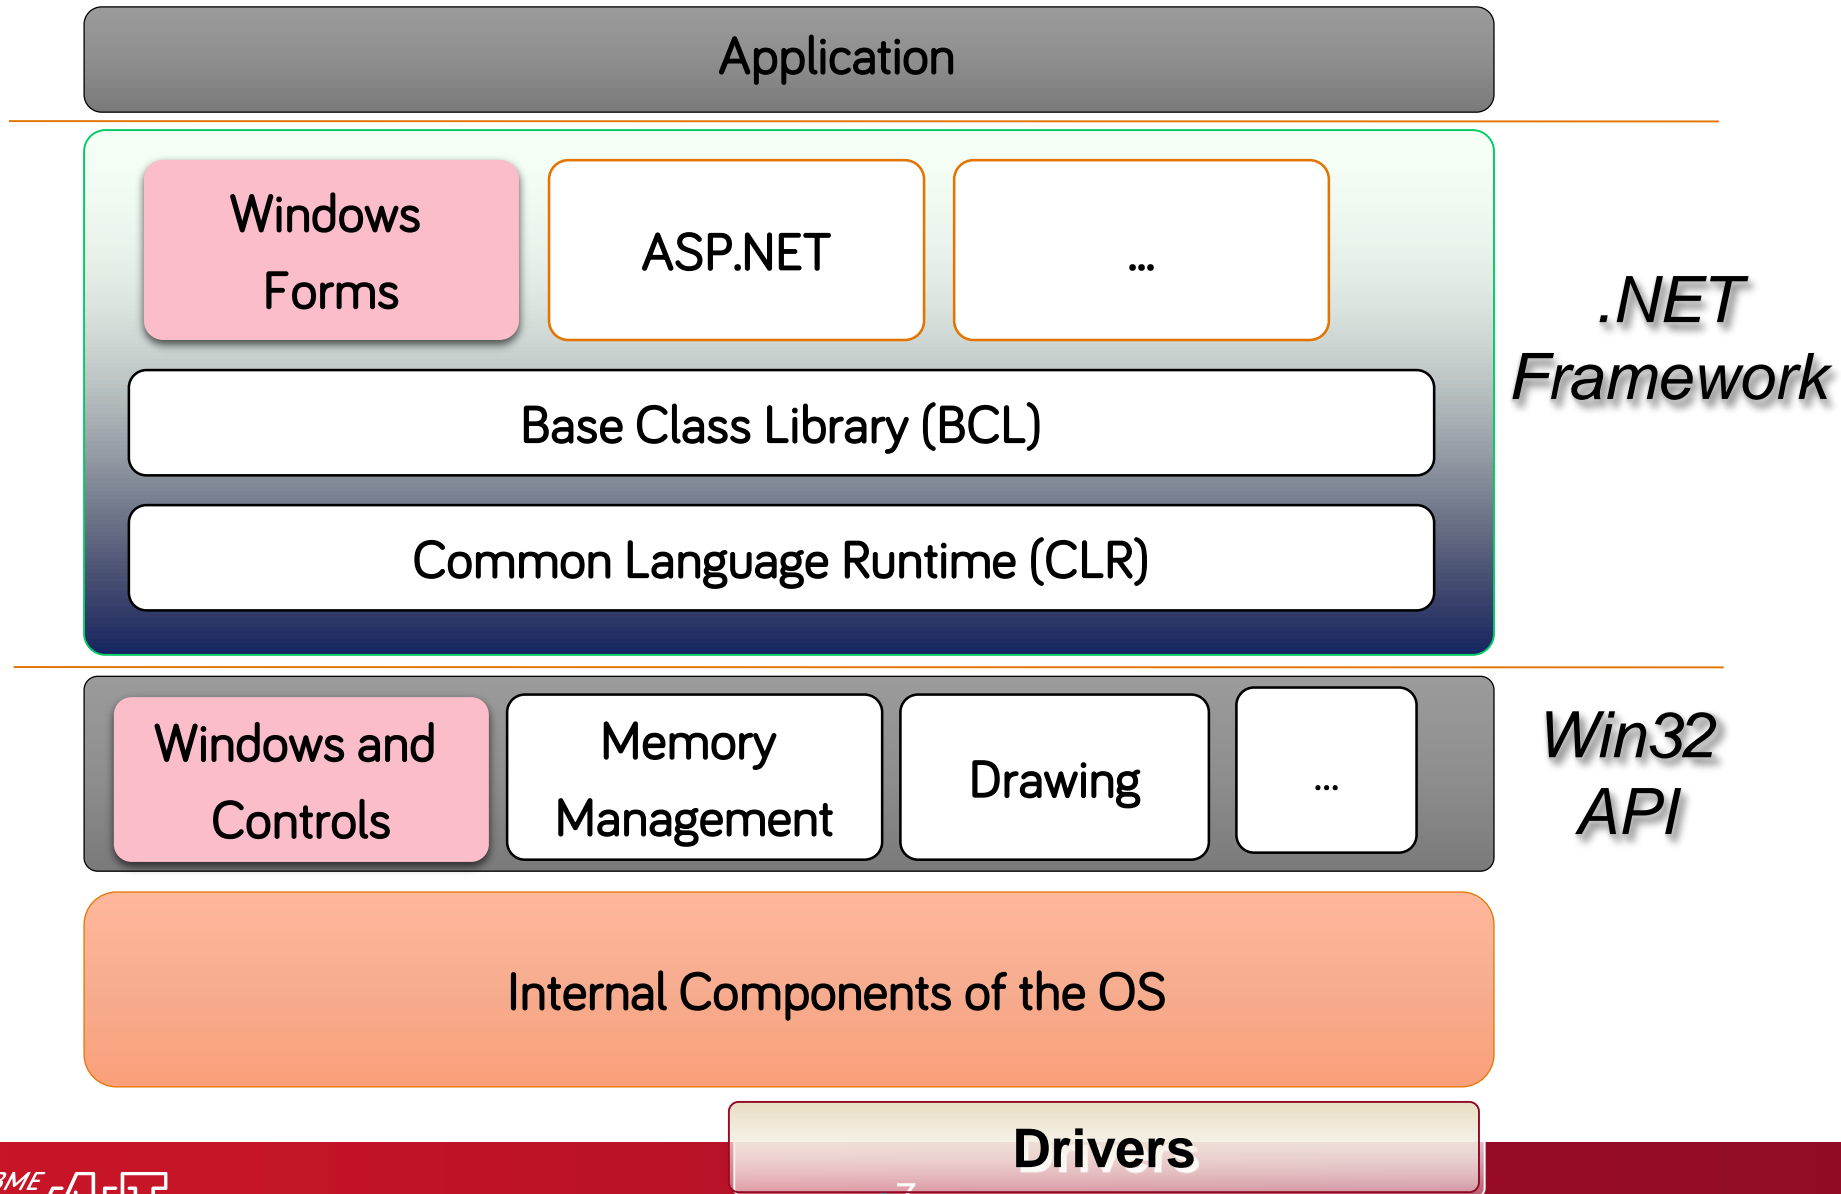 Application
Windows
Forms
ASP.NET
...
.NET
Framework
Base Class Library (BCL)
Common Language Runtime (CLR)
Windows and
Controls
Memory
Management
Drawing
...
Win32
API
Internal Components of the OS
Drivers
BME